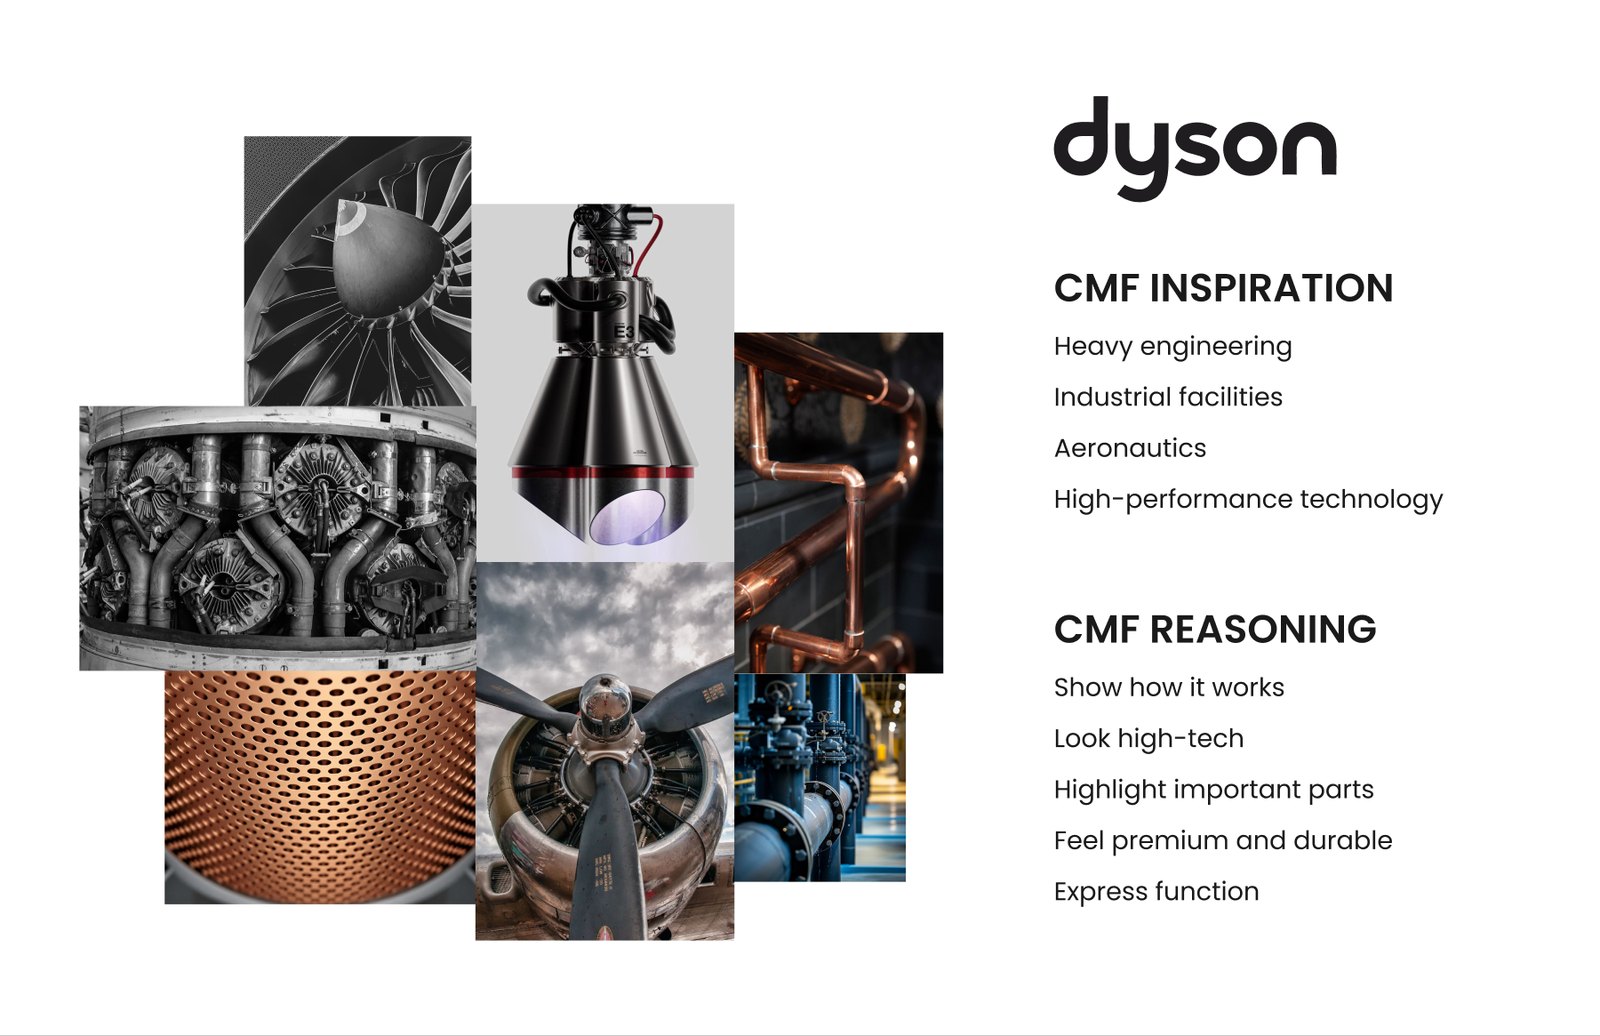 dyson
CMF INSPIRATION
Heavy engineering
Industrial facilities
Aeronautics
High-performance technology
CMF REASONING
Show how it works
Look high-tech
Highlight important parts
Feel premium and durable
Express function
E3